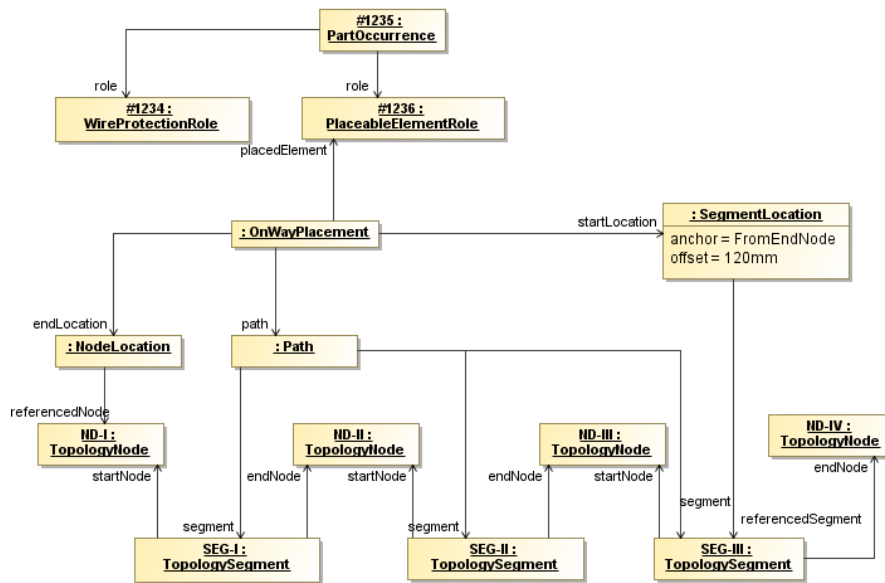 #1235 :
PartOccurrence
role
role
#1234 :
WireProtectionRole
#1236 :
PlaceableElementRole
placedElement
: OnWayPlacement
startLocation
: SegmentLocation
anchor = FromEndNode
offset = 120mm
endLocation
path
: NodeLocation
: Path
referencedNode
ND-I :
TopologyNode
ND-II :
TopologyNode
ND-III :
TopologyNode
ND-IV :
TopologyNode
startNode
endNode
startNode
endNode
startNode
endNode
segment
segment
segment
referencedSegment
SEG-I :
TopologySegment
SEG-II :
TopologySegment
SEG-III :
TopologySegment